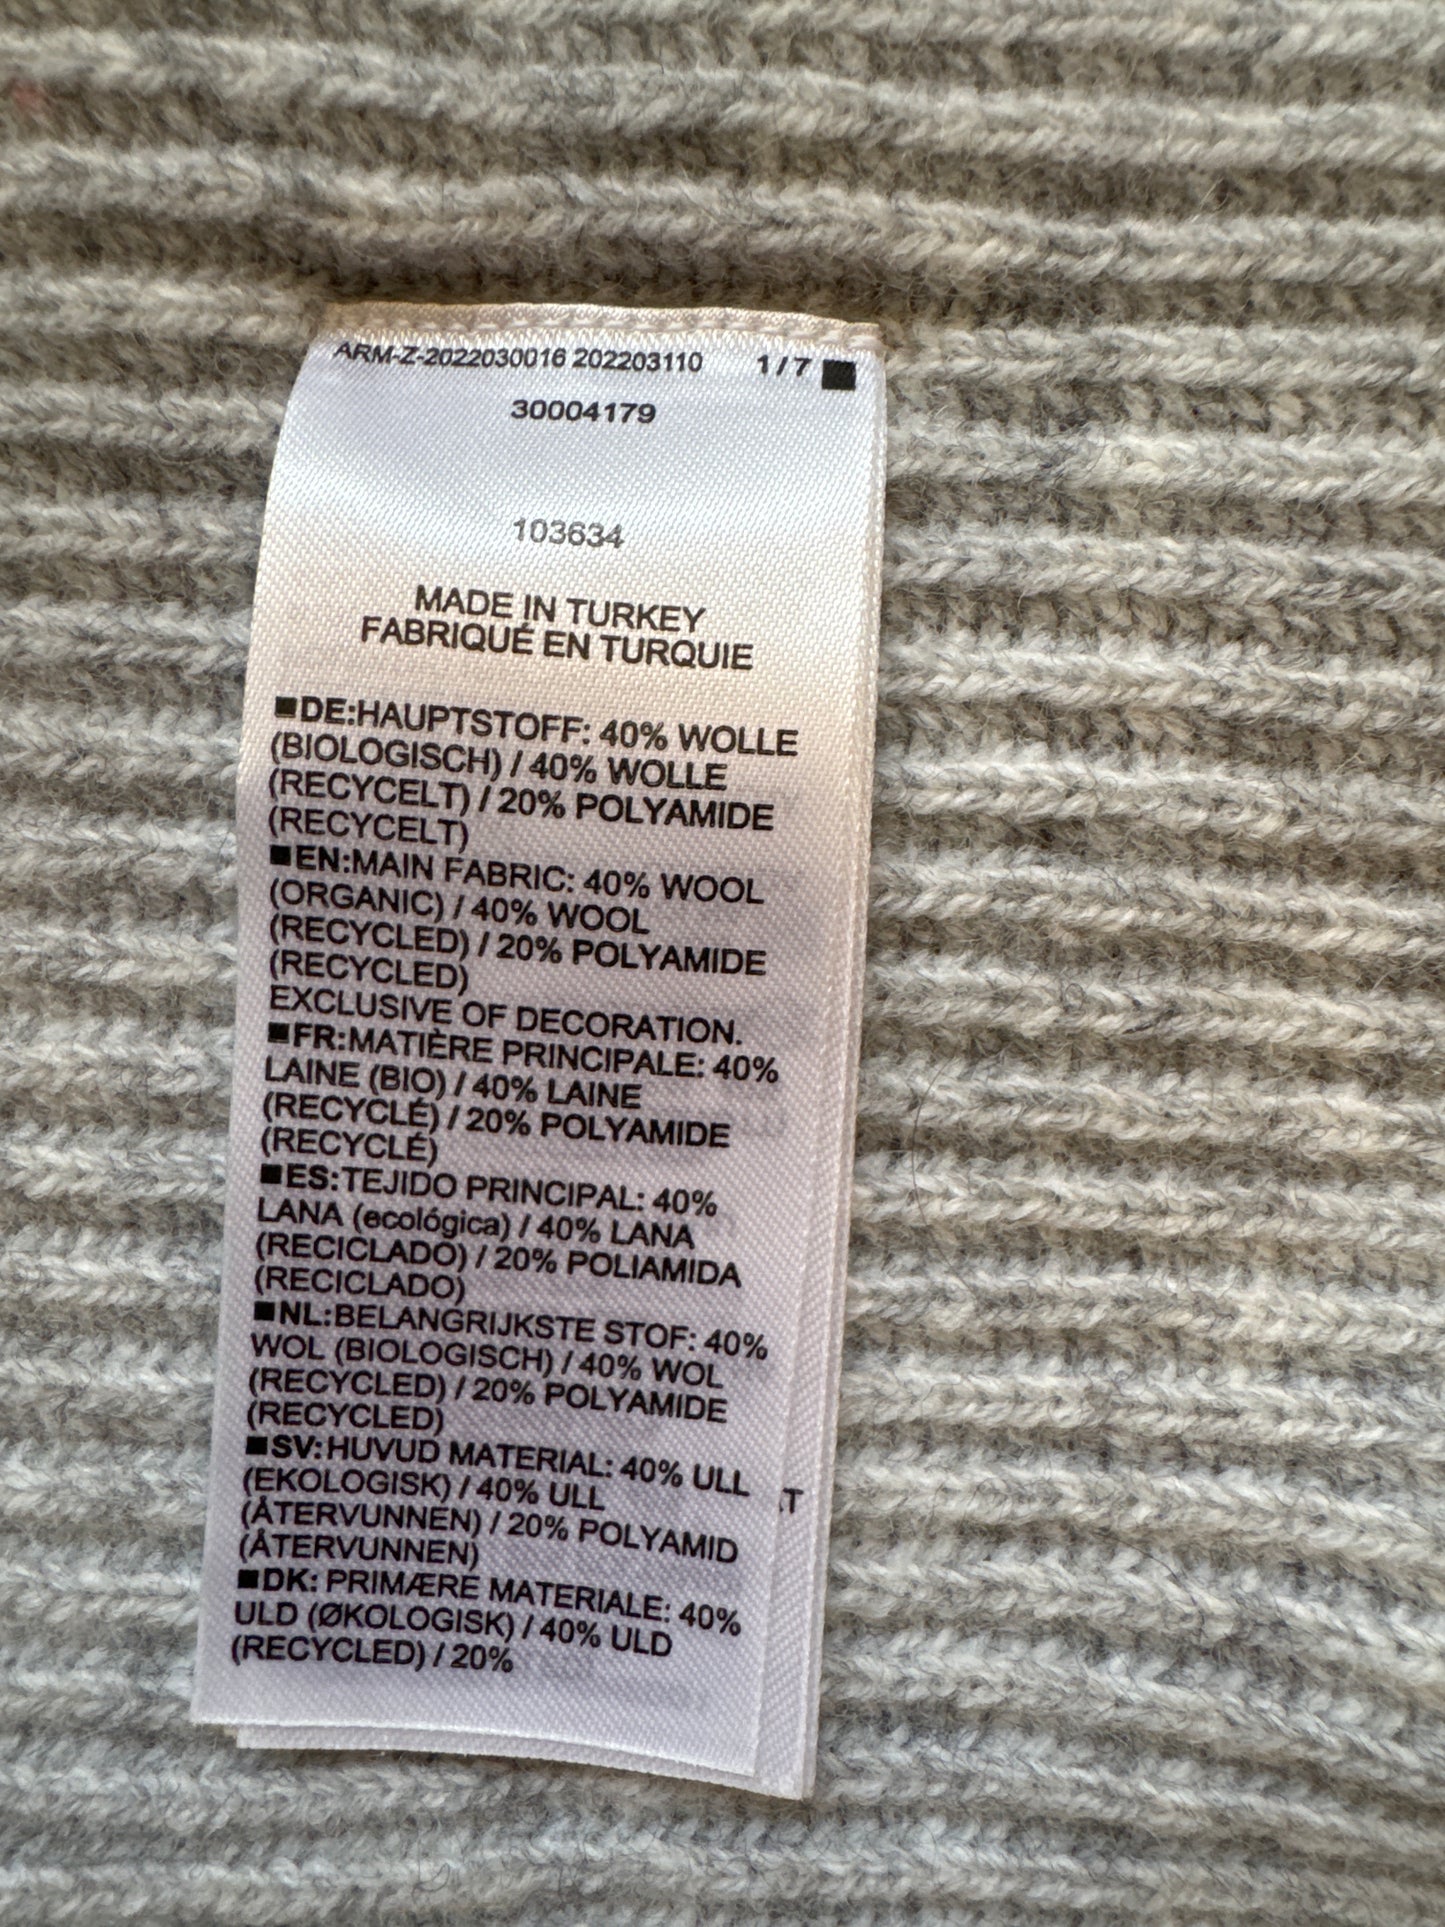 ARM-Z-2022030016 202203110 1 / 7
30004179
103634
MADE IN TURKEY
FABRIQUÉ EN TURQUIE
■DE:HAUPTSTOFF: 40% WOLLE
(BIOLOGISCH) / 40% WOLLE
(RECYCELT) / 20% POLYAMIDE
(RECYCELT)
■EN:MAIN FABRIC: 40% WOOL
(ORGANIC) / 40% WOOL
(RECYCLED) / 20% POLYAMIDE
(RECYCLED)
EXCLUSIVE OF DECORATION.
■FR:MATIÈRE PRINCIPALE: 40%
LAINE (BIO) / 40% LAINE
(RECYCLÉ) / 20% POLYAMIDE
(RECYCLÉ)
■ES:TEJIDO PRINCIPAL: 40%
LANA (ecológica) / 40% LANA
(RECICLADO) / 20% POLIAMIDA
(RECICLADO)
■NL:BELANGRIJKSTE STOF: 40%
WOL (BIOLOGISCH) / 40% WOL
(RECYCLED) / 20% POLYAMIDE
(RECYCLED)
■SV:HUVUD MATERIAL: 40% ULL
(EKOLOGISK) / 40% ULL
(ÅTERVUNNEN) / 20% POLYAMID
(ÅTERVUNNEN)
■DK: PRIMÆRE MATERIALE: 40%
ULD (ØKOLOGISK) / 40% ULD
(RECYCLED) / 20%